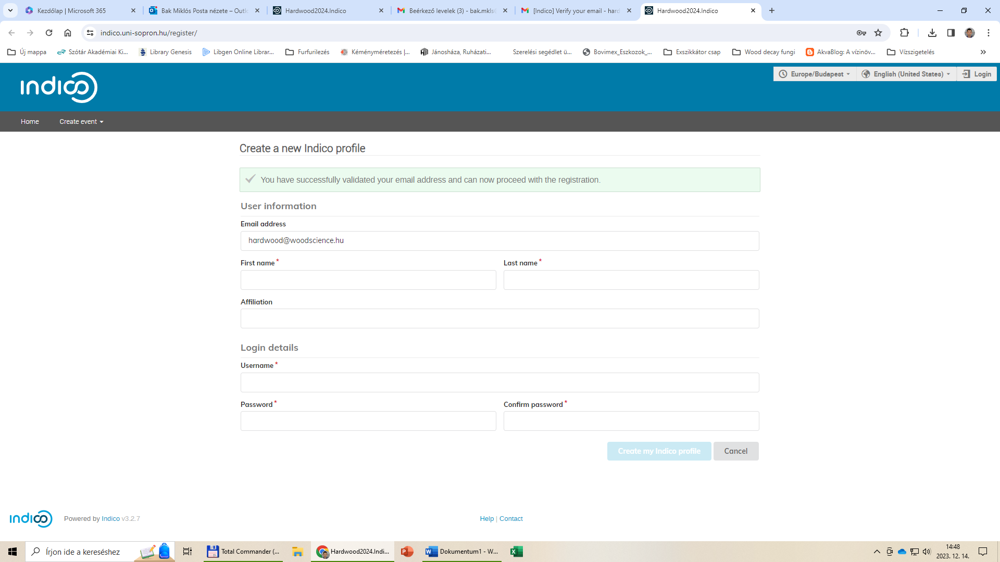 Kezdőlap | Microsoft 365
Bak Miklós Posta nézete – Outlo
Hardwood2024.Indico
Beérkező levelek (3) - bak.mkls
[Indico] Verify your email - hard
Hardwood2024.Indico
indico.uni-sopron.hu/register/
Új mappa
Szótár Akadémiai Ki...
Library Genesis
Libgen Online Librar...
Furfurilezés
Kéményméretezés |...
Jánosháza, Ruházati...
Szerelési segédlet ü...
Bovimex_Eszkozok_...
Exszikkátor csap
Wood decay fungi
AkvaBlog: A vízinöv...
Vízszigetelés
indico
Europe/Budapest
English (United States)
Login
Home
Create event
Create a new Indico profile
You have successfully validated your email address and can now proceed with the registration.
User information
Email address
hardwood@woodscience.hu
First name *
Last name *
Affiliation
Login details
Username *
Password *
Confirm password *
Create my Indico profile
Cancel
indico
Powered by Indico v3.2.7
Help | Contact
Írjon ide a kereséshez
Total Commander (...
Hardwood2024.Indi...
Dokumentum1 - W...
14:48
2023. 12. 14.